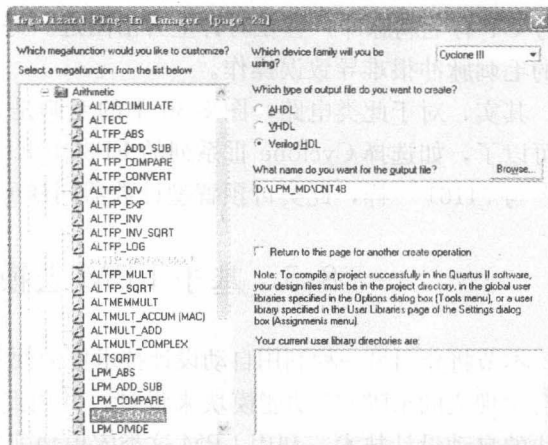 MegaWizard Plug-In Manager [page 2a]
Which megafunction would you like to customize?
Select a megafunction from the list below
Arithmetic
ALTACCUMULATE
ALTECC
ALTFP_ABS
ALTFP_ADD_SUB
ALTFP_COMPARE
ALTFP_CONVERT
ALTFP_DIV
ALTFP_EXP
ALTFP_INV
ALTFP_INV_SQRT
ALTFP_LOG
ALTFP_MULT
ALTFP_SQRT
ALTMEMMULT
ALTMULT_ACCUM (MAC)
ALTMULT_ADD
ALTMULT_COMPLEX
ALTSQRT
LPM_ABS
LPM_ADD_SUB
LPM_COMPARE
LPM_COUNTER
LPM_DIVIDE
Which device family will you be using?
Cyclone III
Which type of output file do you want to create?
AHDL
VHDL
Verilog HDL
What name do you want for the output file?
Browse...
D:\LPM_MD\CNT4B
Return to this page for another create operation
Note: To compile a project successfully in the Quartus II software,
your design files must be in the project directory, in the global user
libraries specified in the Options dialog box (Tools menu), or a user
library specified in the User Libraries page of the Settings dialog
box (Assignments menu).
Your current user library directories are: